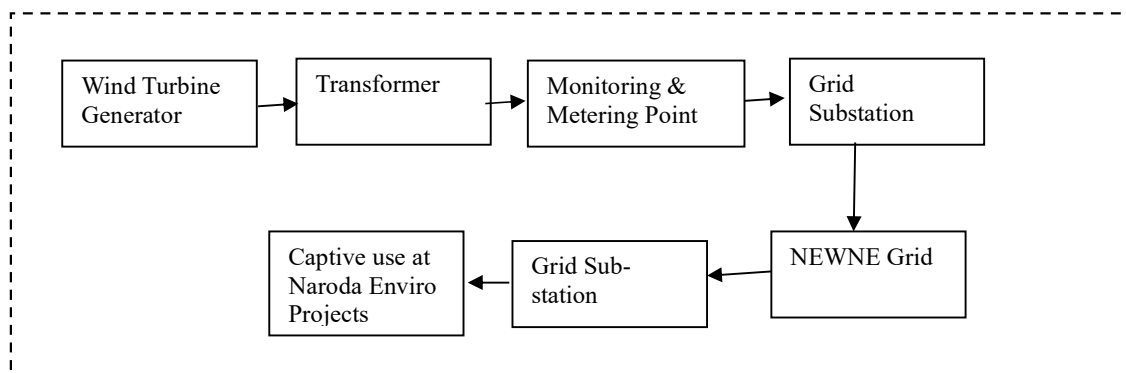 Wind Turbine
Generator
Transformer
Monitoring &
Metering Point
Grid
Substation
NEWNE Grid
Grid Sub-
station
Captive use at
Naroda Enviro
Projects